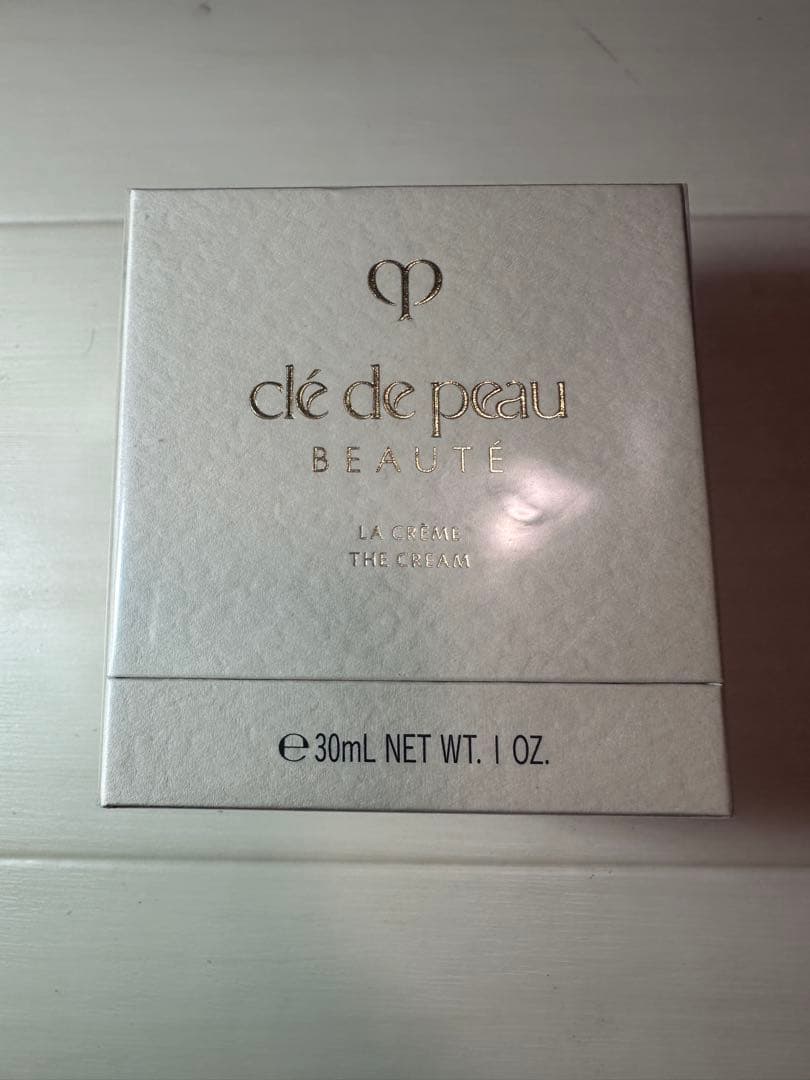 clé de peau
BEAUTÉ
LA CRÈME
THE CREAM
℮30mL NET WT. 1 OZ.